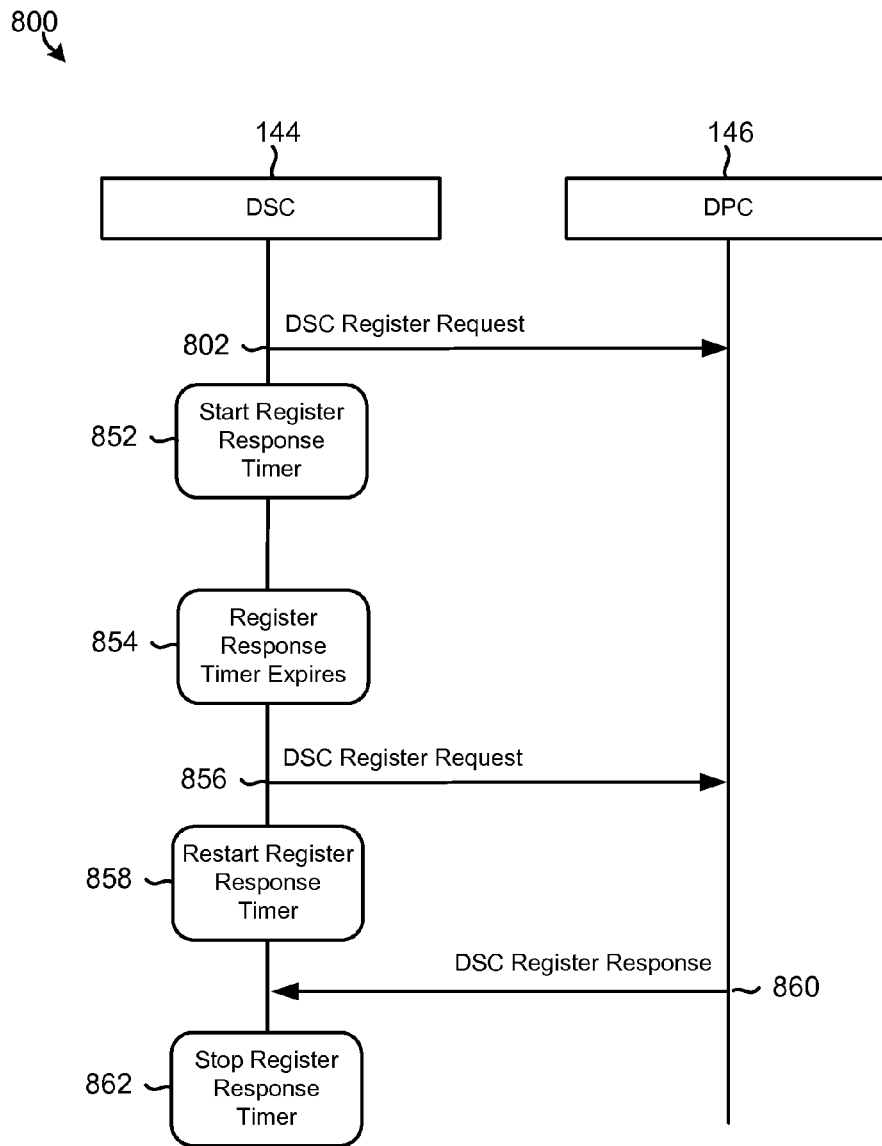 800
144
146
DSC
DPC
DSC Register Request
802
Start Register
Response
Timer
852
Register
Response
Timer Expires
854
DSC Register Request
856
Restart Register
Response
Timer
858
DSC Register Response
860
Stop Register
Response
Timer
862